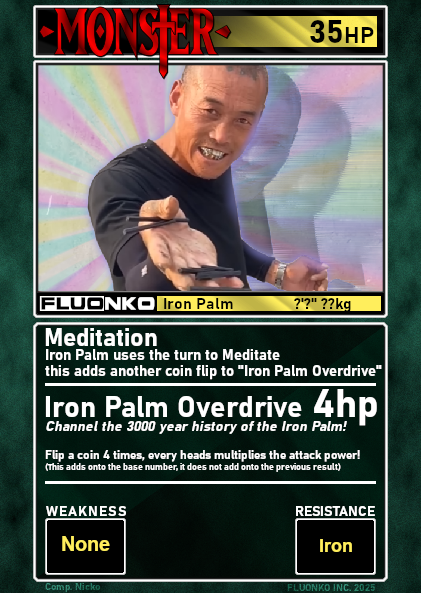 MONSTER
35HP
FLUONKO Iron Palm ?'?" ??kg
Meditation
Iron Palm uses the turn to Meditate
this adds another coin flip to "Iron Palm Overdrive"
Iron Palm Overdrive 4hp
Channel the 3000 year history of the Iron Palm!
Flip a coin 4 times, every heads multiplies the attack power!
(This adds onto the base number, it does not add onto the previous result)
WEAKNESS
RESISTANCE
None
Iron
Comp. Nicko
FLUONKO INC. 2025